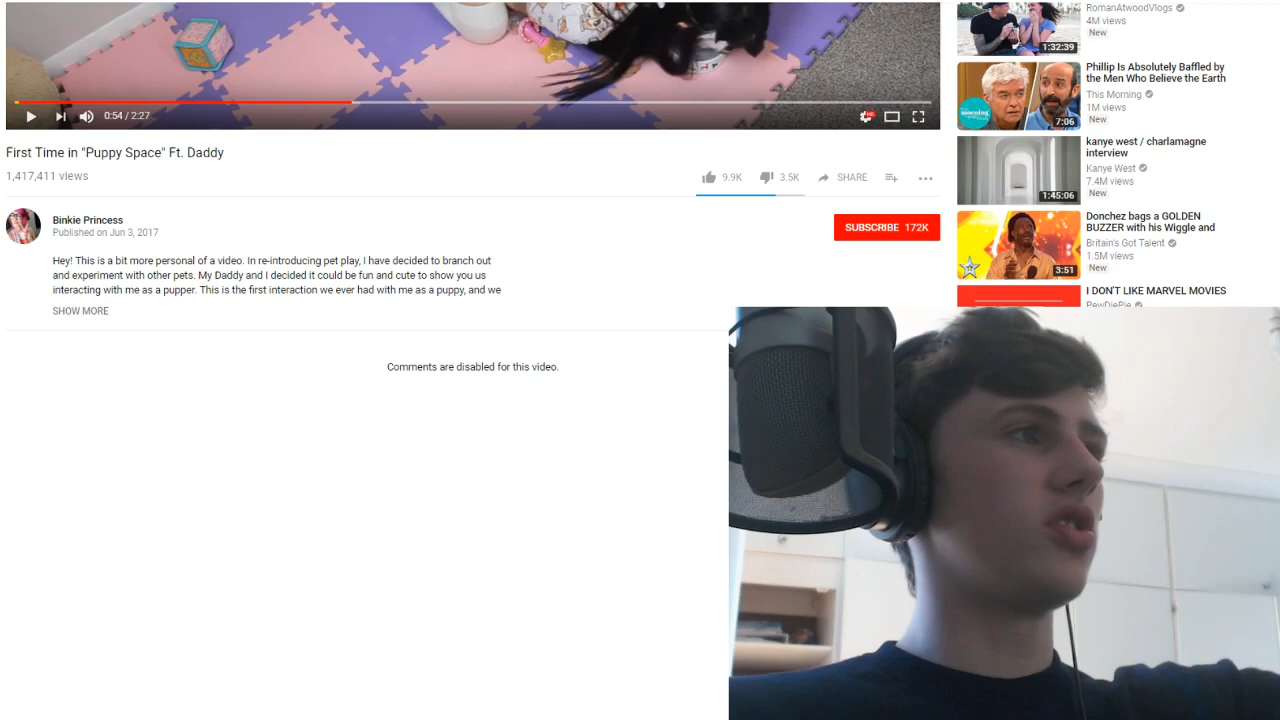 0:54 / 2:27
HD
First Time in "Puppy Space" Ft. Daddy
1,417,411 views
9.9K
3.5K
SHARE
Binkie Princess
Published on Jun 3, 2017
SUBSCRIBE 172K
Hey! This is a bit more personal of a video. In re-introducing pet play, I have decided to branch out
and experiment with other pets. My Daddy and I decided it could be fun and cute to show you us
interacting with me as a pupper. This is the first interaction we ever had with me as a puppy, and we
SHOW MORE
Comments are disabled for this video.
RomanAtwoodVlogs
4M views
New
1:32:39
Phillip Is Absolutely Baffled by
the Men Who Believe the Earth
This Morning
1M views
New
morning
7:06
kanye west / charlamagne
interview
Kanye West
7.4M views
New
1:45:06
Donchez bags a GOLDEN
BUZZER with his Wiggle and
Britain's Got Talent
1.5M views
New
3:51
I DON'T LIKE MARVEL MOVIES
PewDiePie